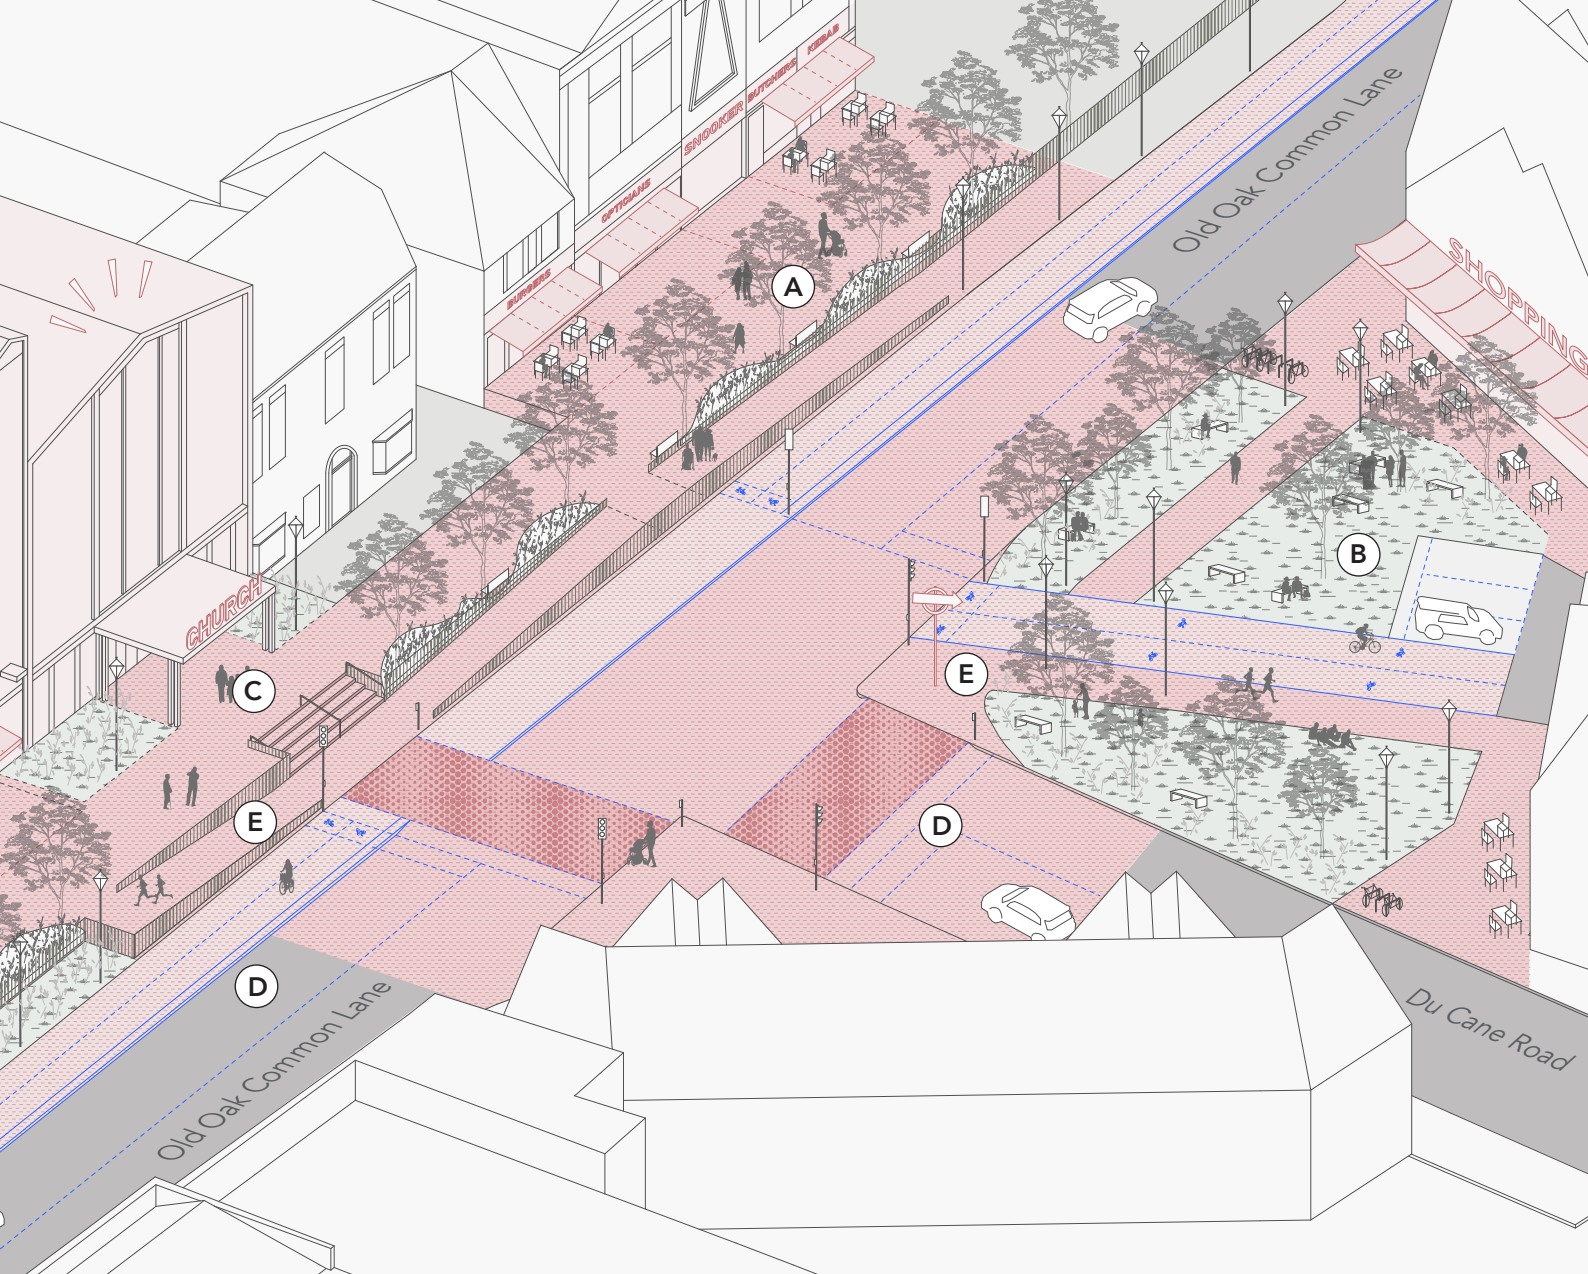 KEBAB
BUTCHERS
SNOOKER
OPTICIANS
BURGERS
Old Oak Common Lane
SHOPPING
A
B
CHURCH
C
E
E
D
D
Old Oak Common Lane
Du Cane Road